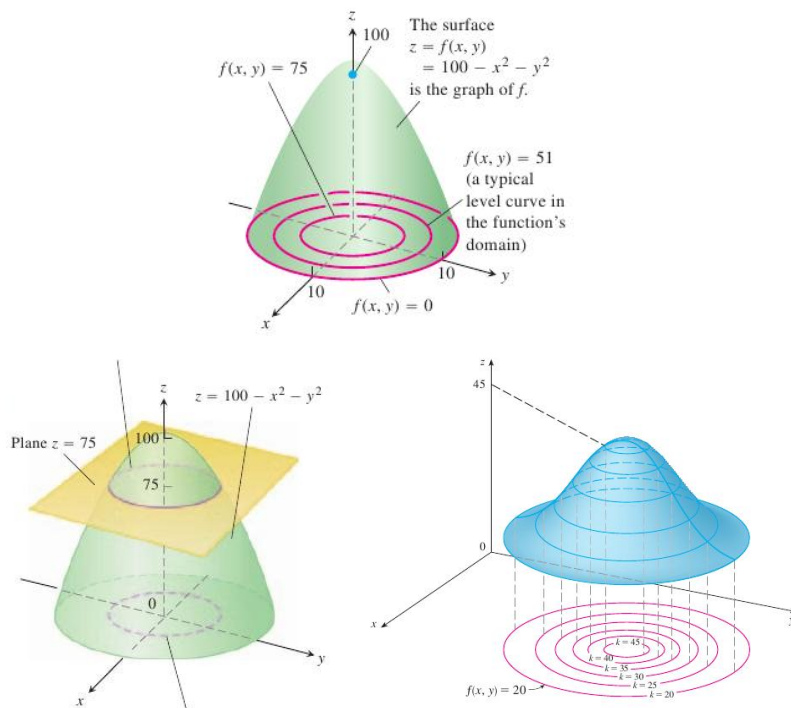 z
100
The surface
z = f(x, y)
= 100 − x² − y²
is the graph of f.
f(x, y) = 75
f(x, y) = 51
(a typical
level curve in
the function's
domain)
10
10
y
x
f(x, y) = 0
z
z = 100 − x² − y²
Plane z = 75
100
75
0
y
x
z
45
0
x
y
k = 45
k = 40
k = 35
k = 30
k = 25
k = 20
f(x, y) = 20